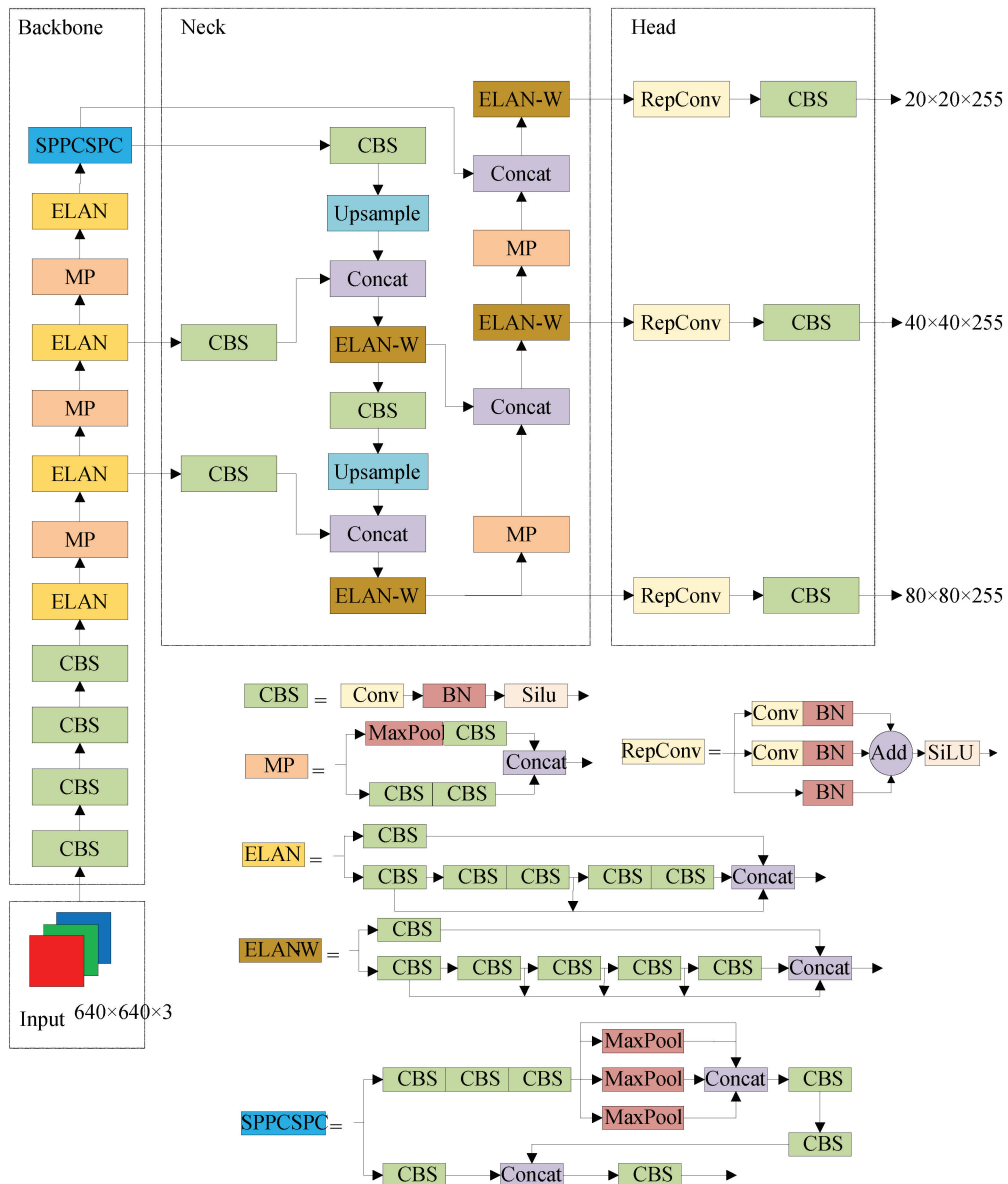 Backbone
SPPCSPC
ELAN
MP
ELAN
MP
ELAN
MP
ELAN
CBS
CBS
CBS
CBS
Input 640×640×3
Neck
CBS
Upsample
Concat
CBS
ELAN-W
CBS
CBS
Upsample
Concat
ELAN-W
ELAN-W
Concat
MP
ELAN-W
Concat
MP
Head
RepConv CBS 20×20×255
RepConv CBS 40×40×255
RepConv CBS 80×80×255
CBS = Conv BN Silu
MP = MaxPool CBS
CBS CBS
Concat
RepConv = Conv BN
Conv BN
BN
Add SiLU
ELAN = CBS
CBS CBS CBS CBS CBS Concat
ELANW = CBS
CBS CBS CBS CBS CBS Concat
SPPCSPC = CBS CBS CBS
MaxPool
MaxPool
MaxPool
Concat CBS
CBS
CBS Concat CBS